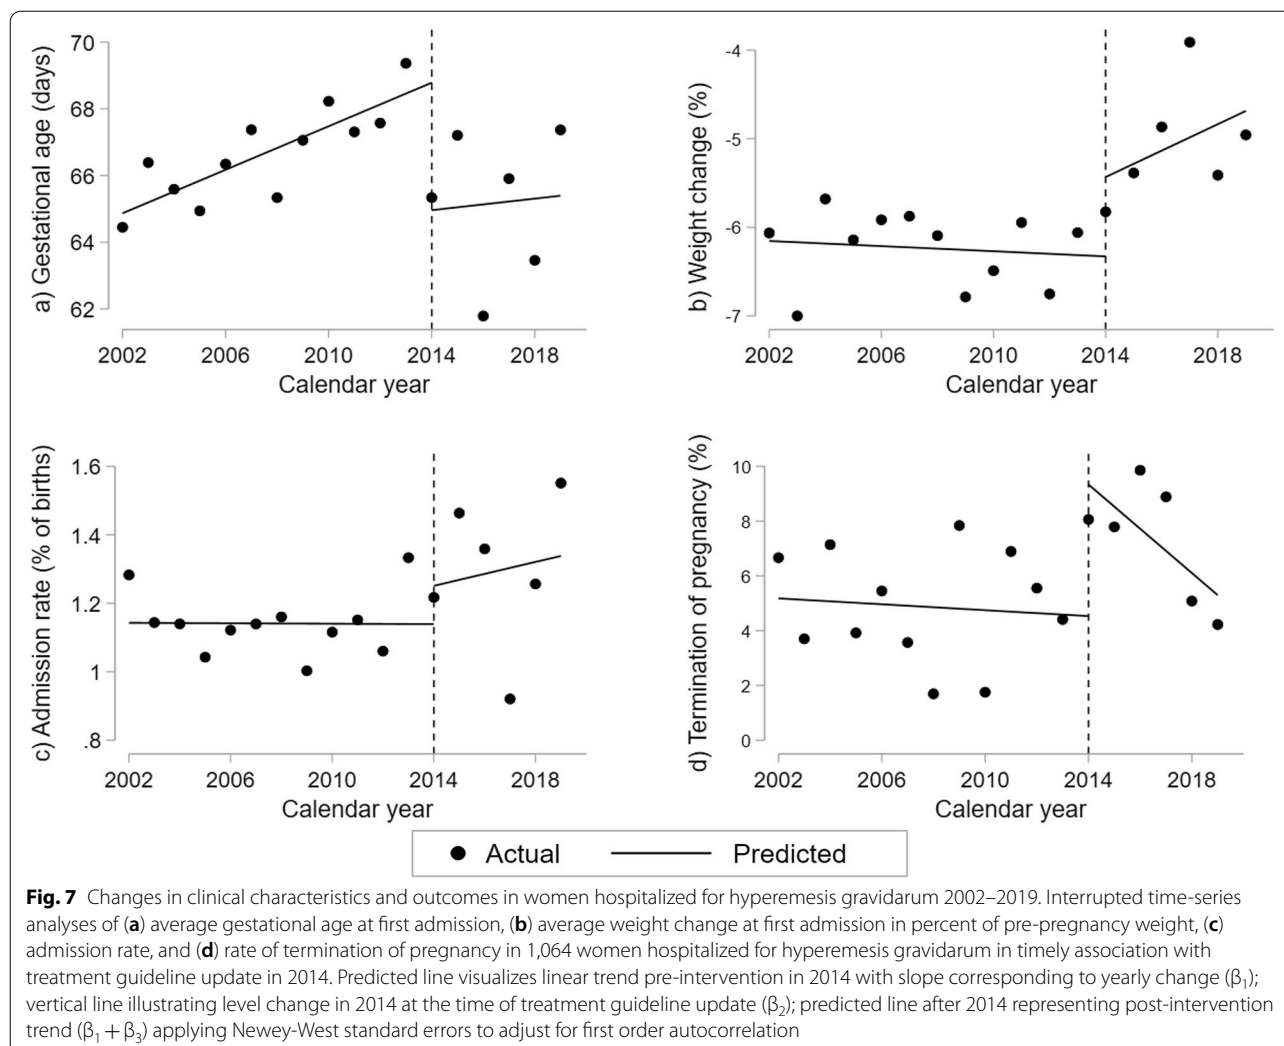 70
68
66
64
62
a) Gestational age (days)
2002 2006 2010 2014 2018
Calendar year
-4
-5
-6
-7
b) Weight change (%)
2002 2006 2010 2014 2018
Calendar year
1.6
1.4
1.2
1
.8
c) Admission rate (% of births)
2002 2006 2010 2014 2018
Calendar year
10
8
6
4
2
0
d) Termination of pregnancy (%)
2002 2006 2010 2014 2018
Calendar year
Actual Predicted
Fig. 7 Changes in clinical characteristics and outcomes in women hospitalized for hyperemesis gravidarum 2002–2019. Interrupted time-series
analyses of (a) average gestational age at first admission, (b) average weight change at first admission in percent of pre-pregnancy weight, (c)
admission rate, and (d) rate of termination of pregnancy in 1,064 women hospitalized for hyperemesis gravidarum in timely association with
treatment guideline update in 2014. Predicted line visualizes linear trend pre-intervention in 2014 with slope corresponding to yearly change (β₁);
vertical line illustrating level change in 2014 at the time of treatment guideline update (β₂); predicted line after 2014 representing post-intervention
trend (β₁ + β₃) applying Newey-West standard errors to adjust for first order autocorrelation